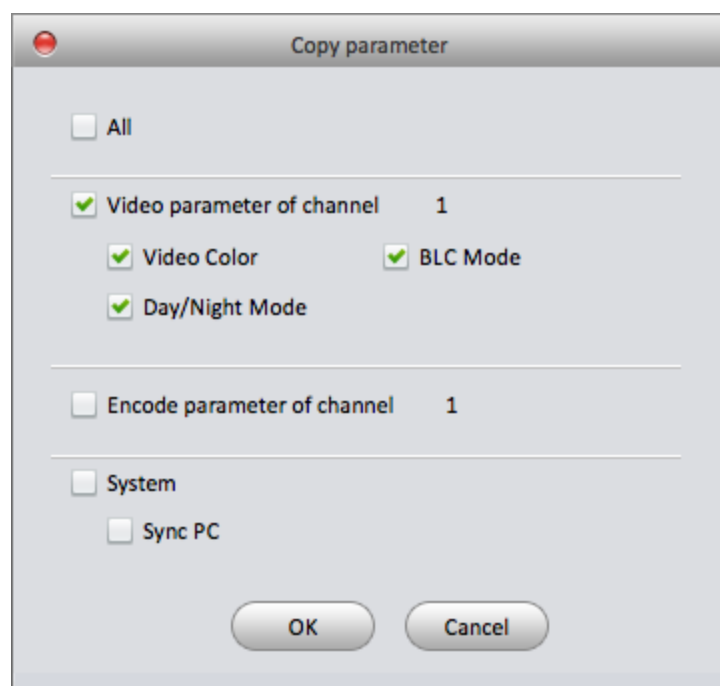 Copy parameter
All
Video parameter of channel 1
Video Color BLC Mode
Day/Night Mode
Encode parameter of channel 1
System
Sync PC
OK Cancel